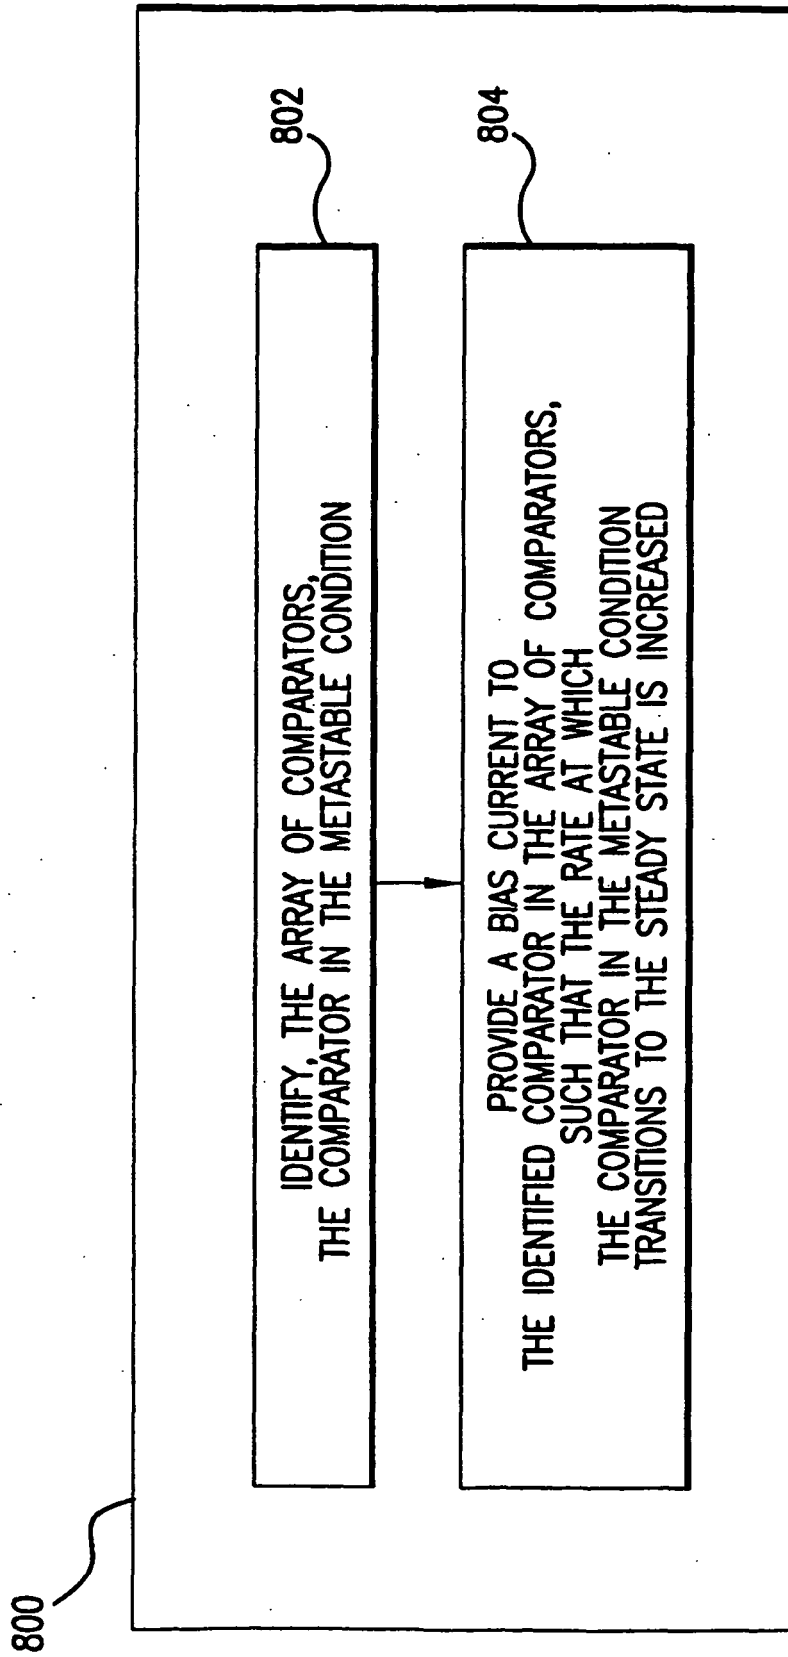 800
802
IDENTIFY, THE ARRAY OF COMPARATORS,
THE COMPARATOR IN THE METASTABLE CONDITION
804
PROVIDE A BIAS CURRENT TO
THE IDENTIFIED COMPARATOR IN THE ARRAY OF COMPARATORS,
SUCH THAT THE RATE AT WHICH
THE COMPARATOR IN THE METASTABLE CONDITION
TRANSITIONS TO THE STEADY STATE IS INCREASED